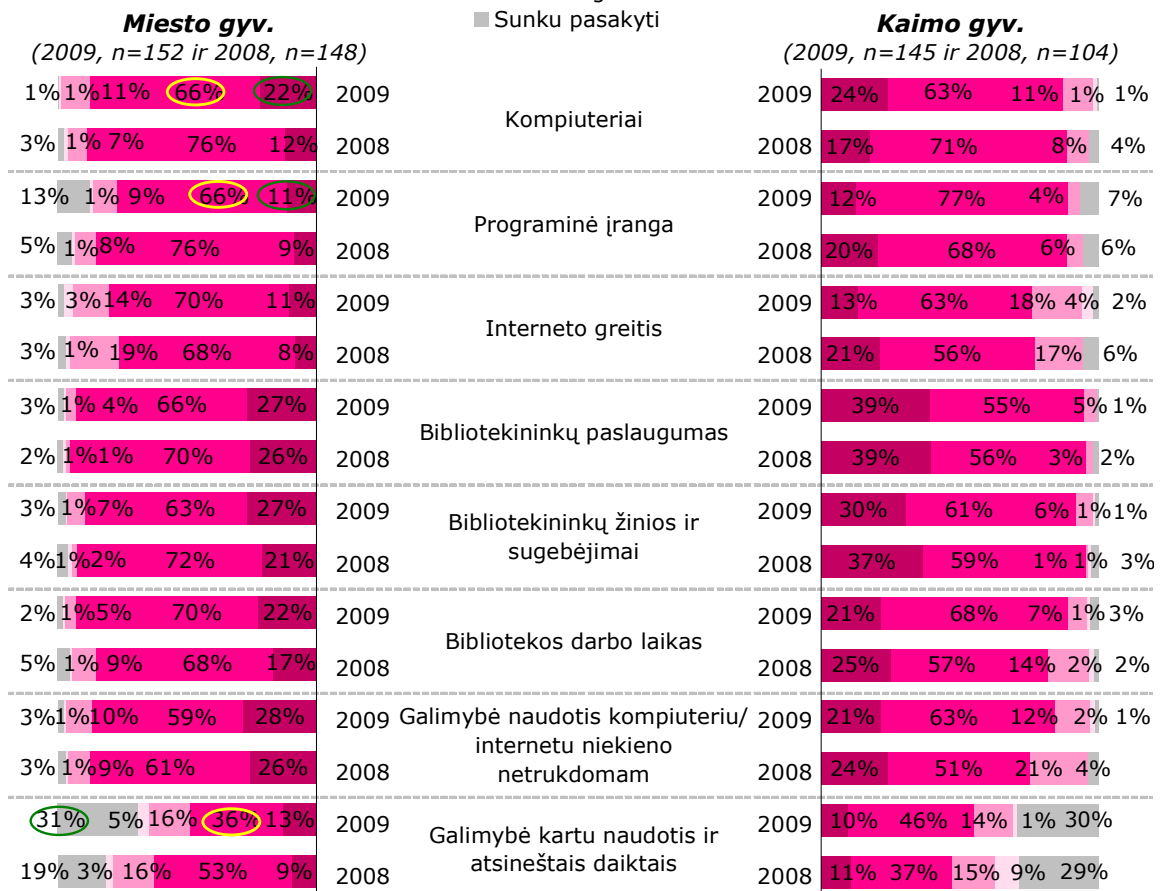 Sunku pasakyti
Miesto gyv.
(2009, n=152 ir 2008, n=148)
Kaimo gyv.
(2009, n=145 ir 2008, n=104)
1% 1% 11% 66% 22% 2009
3% 1% 7% 76% 12% 2008
Kompiuteriai
2009 24% 63% 11% 1% 1%
2008 17% 71% 8% 4%
13% 1% 9% 66% 11% 2009
5% 1% 8% 76% 9% 2008
Programinė įranga
2009 12% 77% 4% 7%
2008 20% 68% 6% 6%
3% 3% 14% 70% 11% 2009
3% 1% 19% 68% 8% 2008
Interneto greitis
2009 13% 63% 18% 4% 2%
2008 21% 56% 17% 6%
3% 1% 4% 66% 27% 2009
2% 1% 1% 70% 26% 2008
Bibliotekininkų paslaugumas
2009 39% 55% 5% 1%
2008 39% 56% 3% 2%
3% 1% 7% 63% 27% 2009
4% 1% 2% 72% 21% 2008
Bibliotekininkų žinios ir
sugebėjimai
2009 30% 61% 6% 1% 1%
2008 37% 59% 1% 1% 3%
2% 1% 5% 70% 22% 2009
5% 1% 9% 68% 17% 2008
Bibliotekos darbo laikas
2009 21% 68% 7% 1% 3%
2008 25% 57% 14% 2% 2%
3% 1% 10% 59% 28% 2009
3% 1% 9% 61% 26% 2008
Galimybė naudotis kompiuteriu/
internetu niekieno
netrukdomam
2009 21% 63% 12% 2% 1%
2008 24% 51% 21% 4%
31% 5% 16% 36% 13% 2009
19% 3% 16% 53% 9% 2008
Galimybė kartu naudotis ir
atsineštais daiktais
2009 10% 46% 14% 1% 30%
2008 11% 37% 15% 9% 29%